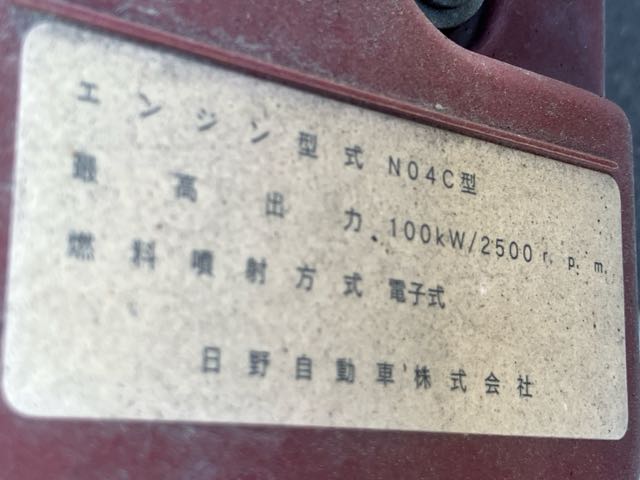 エンジン型式 N04C型
最高出力 100kW/2500r.p.m.
燃料噴射方式 電子式
日野自動車株式会社